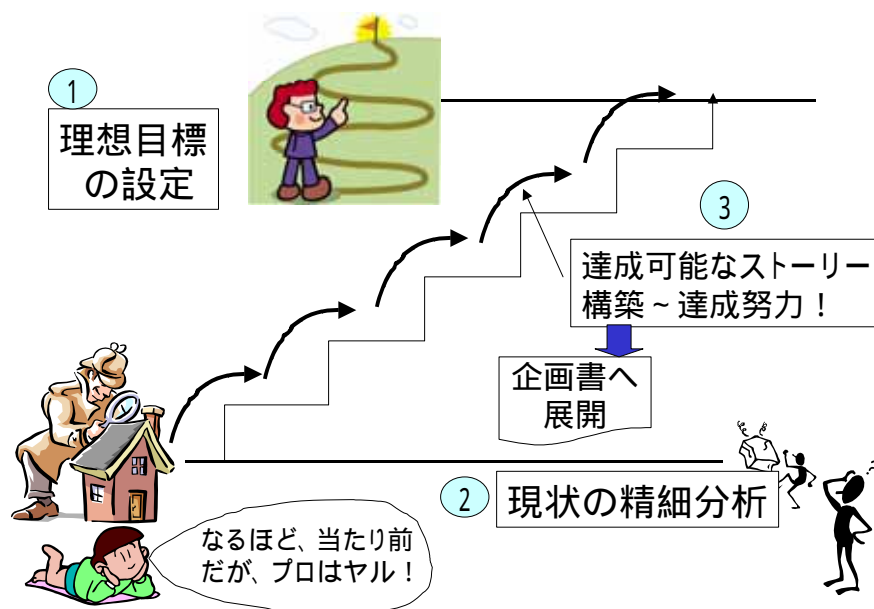 1
理想目標
の設定
3
達成可能なストーリー
構築~達成努力!
企画書へ
展開
2
現状の精細分析
なるほど、当たり前
だが、プロはヤル!